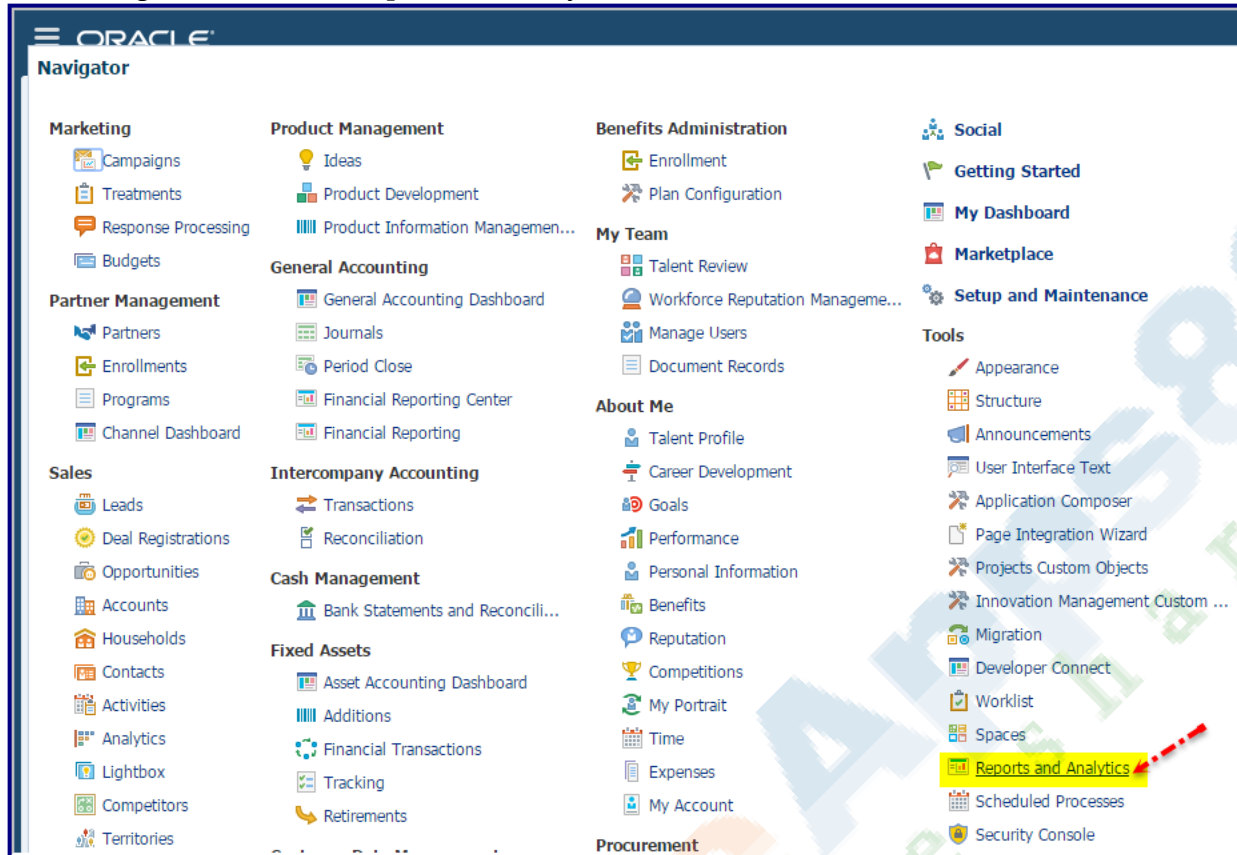 ORACLE
Navigator
Marketing
Campaigns
Treatments
Response Processing
Budgets
Partner Management
Partners
Enrollments
Programs
Channel Dashboard
Sales
Leads
Deal Registrations
Opportunities
Accounts
Households
Contacts
Activities
Analytics
Lightbox
Competitors
Territories
Product Management
Ideas
Product Development
Product Information Managemen...
General Accounting
General Accounting Dashboard
Journals
Period Close
Financial Reporting Center
Financial Reporting
Intercompany Accounting
Transactions
Reconciliation
Cash Management
Bank Statements and Reconcili...
Fixed Assets
Asset Accounting Dashboard
Additions
Financial Transactions
Tracking
Retirements
Benefits Administration
Enrollment
Plan Configuration
My Team
Talent Review
Workforce Reputation Manageme...
Manage Users
Document Records
About Me
Talent Profile
Career Development
Goals
Performance
Personal Information
Benefits
Reputation
Competitions
My Portrait
Time
Expenses
My Account
Procurement
Social
Getting Started
My Dashboard
Marketplace
Setup and Maintenance
Tools
Appearance
Structure
Announcements
User Interface Text
Application Composer
Page Integration Wizard
Projects Custom Objects
Innovation Management Custom ...
Migration
Developer Connect
Worklist
Spaces
Reports and Analytics
Scheduled Processes
Security Console